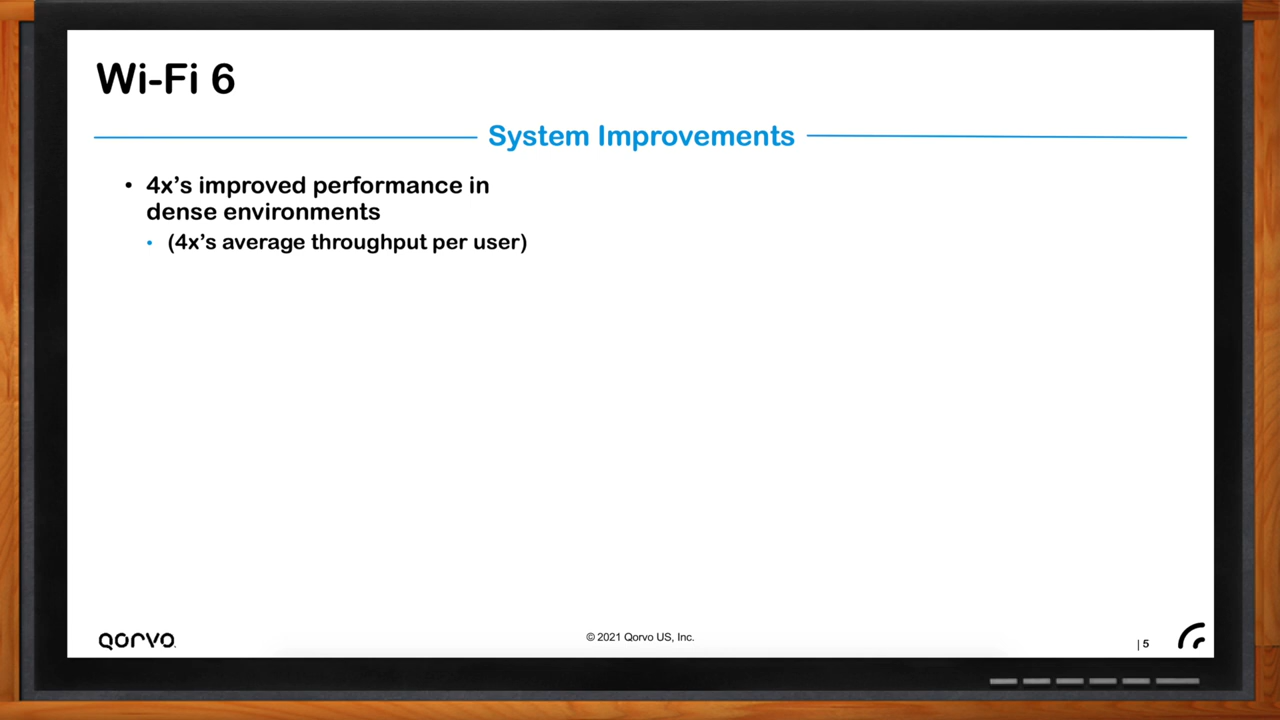 Wi-Fi 6
System Improvements
• 4x’s improved performance in
dense environments
• (4x’s average throughput per user)
QORVO
© 2021 Qorvo US, Inc.
| 5